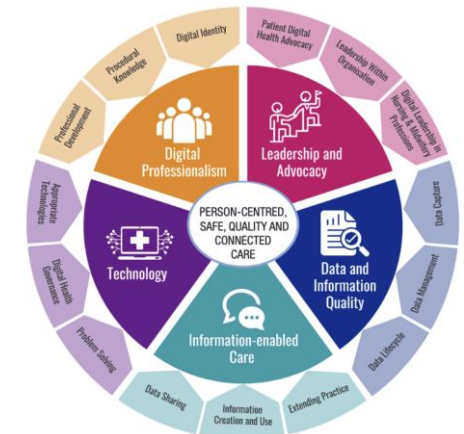 PERSON-CENTRED,
SAFE, QUALITY AND
CONNECTED
CARE
Digital
Professionalism
Leadership and
Advocacy
Data and
Information
Quality
Information-enabled
Care
Technology
Professional
Development
Procedural
Knowledge
Digital Identity
Patient Digital
Health Advocacy
Leadership Within
Organisation
Digital Leadership in
Nursing & Midwifery
Professions
Data Capture
Data Management
Data Lifecycle
Extending Practice
Information
Creation and Use
Data Sharing
Problem Solving
Digital Health
Governance
Appropriate
Technologies